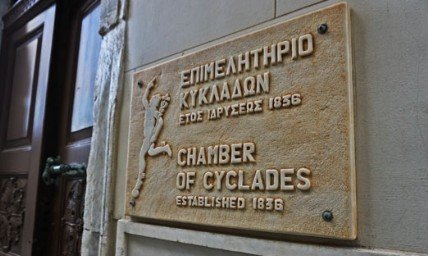 ΕΠΙΜΕΛΗΤΗΡΙΟ
ΚΥΚΛΑΔΩΝ
ΕΤΟΣ ΙΔΡΥΣΕΩΣ 1836
CHAMBER
OF CYCLADES
ESTABLISHED 1836